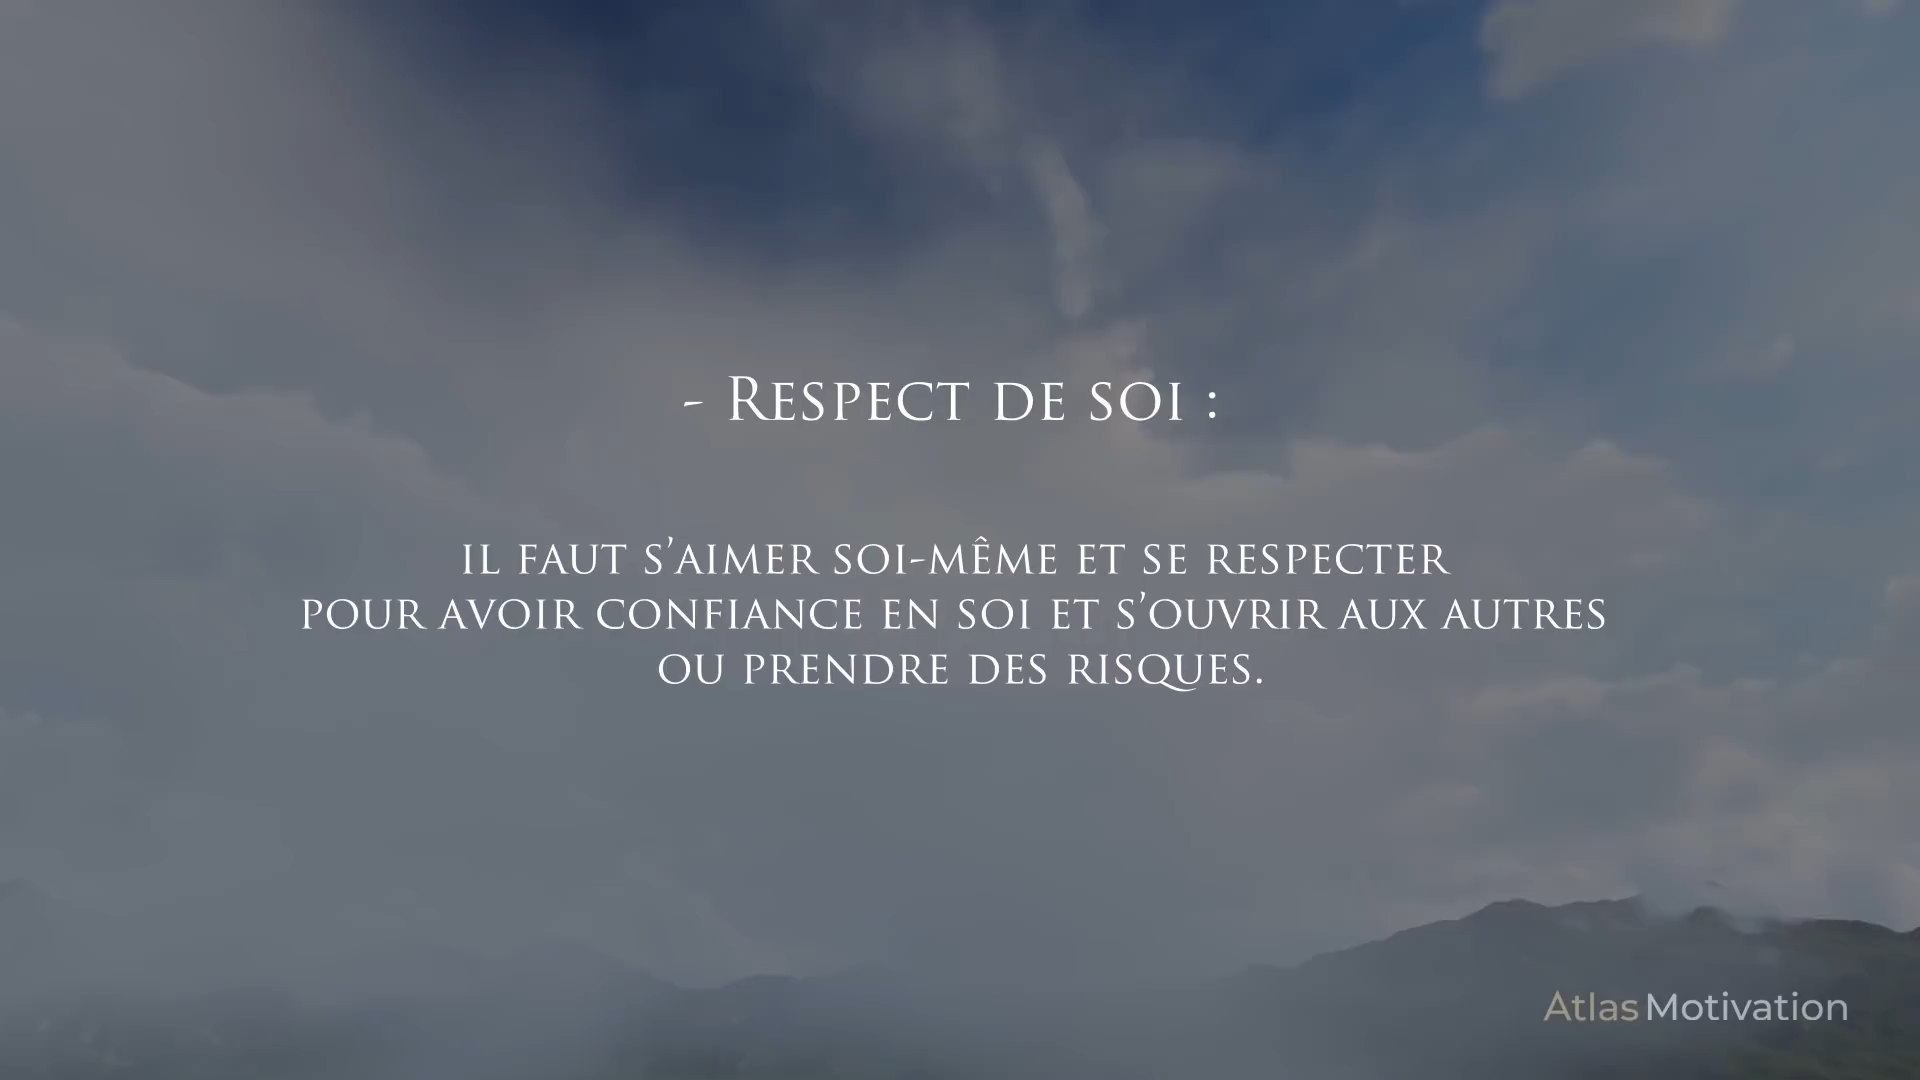 - Respect de soi :
il faut s’aimer soi-même et se respecter
pour avoir confiance en soi et s’ouvrir aux autres
ou prendre des risques.
Atlas Motivation